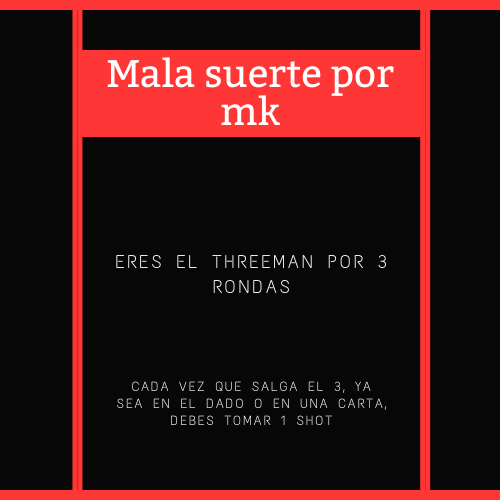 Mala suerte por
mk
ERES EL THREEMAN POR 3
RONDAS
CADA VEZ QUE SALGA EL 3, YA
SEA EN EL DADO O EN UNA CARTA,
DEBES TOMAR 1 SHOT